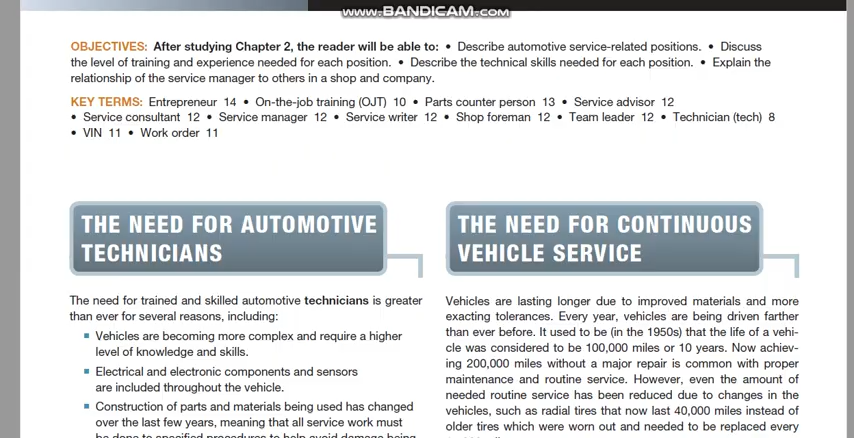 www.BANDICAM.com
OBJECTIVES: After studying Chapter 2, the reader will be able to: • Describe automotive service-related positions. • Discuss
the level of training and experience needed for each position. • Describe the technical skills needed for each position. • Explain the
relationship of the service manager to others in a shop and company.
KEY TERMS: Entrepreneur 14 • On-the-job training (OJT) 10 • Parts counter person 13 • Service advisor 12
• Service consultant 12 • Service manager 12 • Service writer 12 • Shop foreman 12 • Team leader 12 • Technician (tech) 8
• VIN 11 • Work order 11
THE NEED FOR AUTOMOTIVE
TECHNICIANS
The need for trained and skilled automotive technicians is greater
than ever for several reasons, including:
■ Vehicles are becoming more complex and require a higher
level of knowledge and skills.
■ Electrical and electronic components and sensors
are included throughout the vehicle.
■ Construction of parts and materials being used has changed
over the last few years, meaning that all service work must
be done to specified procedures to help avoid damage being
THE NEED FOR CONTINUOUS
VEHICLE SERVICE
Vehicles are lasting longer due to improved materials and more
exacting tolerances. Every year, vehicles are being driven farther
than ever before. It used to be (in the 1950s) that the life of a vehi-
cle was considered to be 100,000 miles or 10 years. Now achiev-
ing 200,000 miles without a major repair is common with proper
maintenance and routine service. However, even the amount of
needed routine service has been reduced due to changes in the
vehicles, such as radial tires that now last 40,000 miles instead of
older tires which were worn out and needed to be replaced every